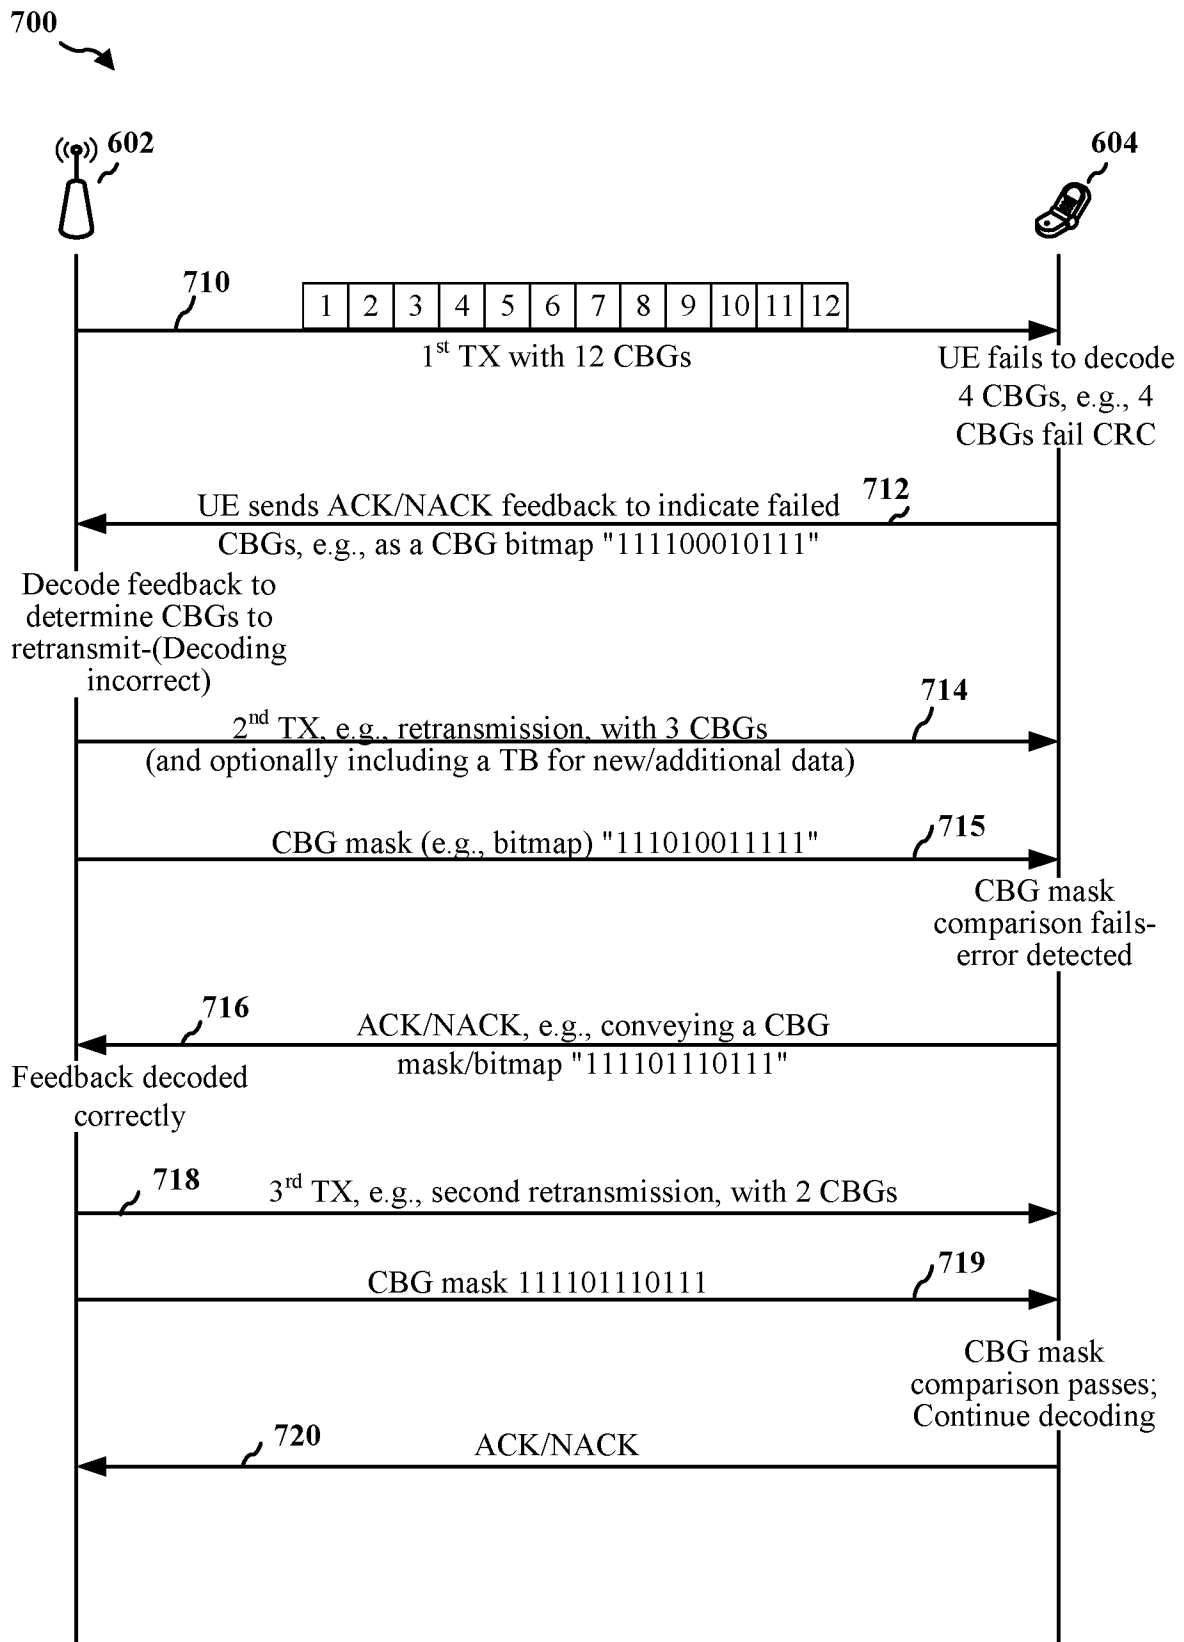 700
602
604
710
1 2 3 4 5 6 7 8 9 10 11 12
1st TX with 12 CBGs
UE fails to decode
4 CBGs, e.g., 4
CBGs fail CRC
712
UE sends ACK/NACK feedback to indicate failed
CBGs, e.g., as a CBG bitmap "111100010111"
Decode feedback to
determine CBGs to
retransmit-(Decoding
incorrect)
714
2nd TX, e.g., retransmission, with 3 CBGs
(and optionally including a TB for new/additional data)
715
CBG mask (e.g., bitmap) "111010011111"
CBG mask
comparison fails-
error detected
716
ACK/NACK, e.g., conveying a CBG
mask/bitmap "111101110111"
Feedback decoded
correctly
718
3rd TX, e.g., second retransmission, with 2 CBGs
719
CBG mask 111101110111
CBG mask
comparison passes;
Continue decoding
720
ACK/NACK